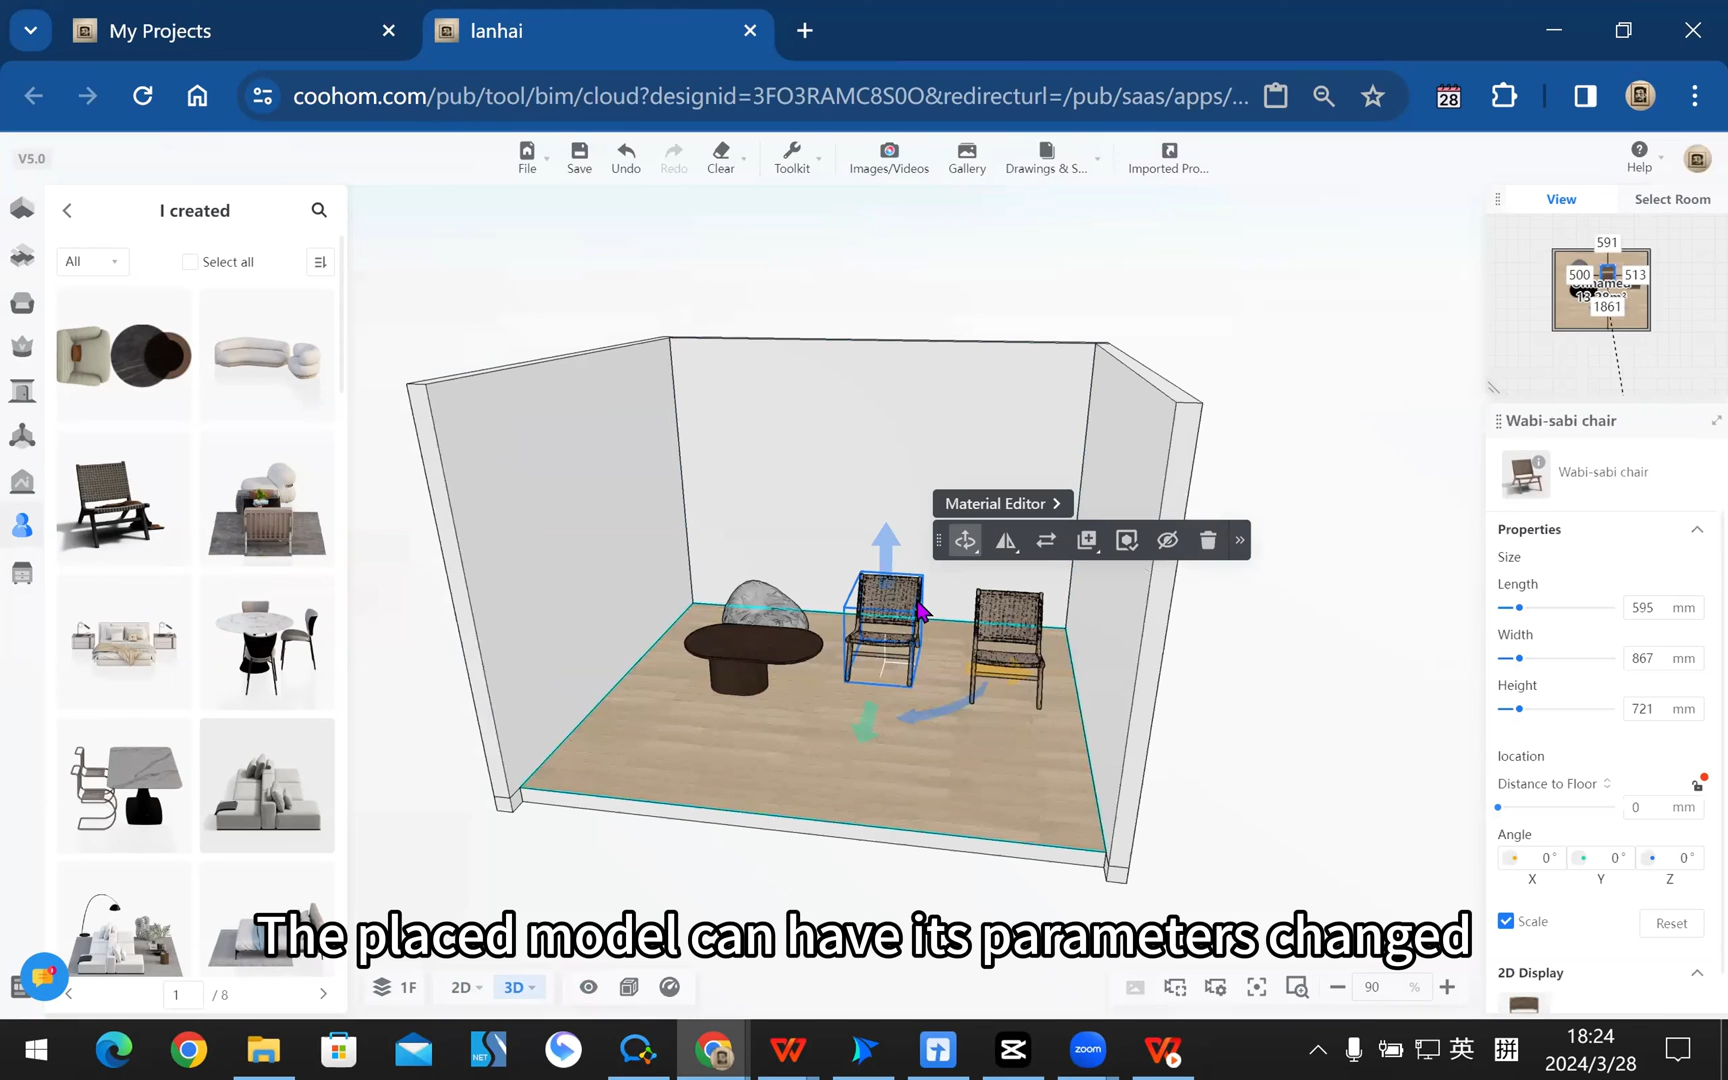 My Projects
lanhai
coohom.com/pub/tool/bim/cloud?designid=3FO3RAMC8S0O&redirecturl=/pub/saas/apps/...
28
V5.0
File
Save
Undo
Redo
Clear
Toolkit
Images/Videos
Gallery
Drawings & S...
Imported Pro...
Help
I created
All
Select all
View
Select Room
591
500
513
1861
Wabi-sabi chair
Wabi-sabi chair
Material Editor
Properties
Size
Length
595 mm
Width
867 mm
Height
721 mm
location
Distance to Floor
0 mm
Angle
0°
0°
0°
X
Y
Z
Scale
Reset
2D Display
The placed model can have its parameters changed
1 / 8
1F
2D
3D
90 %
NET
zoom
英
拼
18:24
2024/3/28